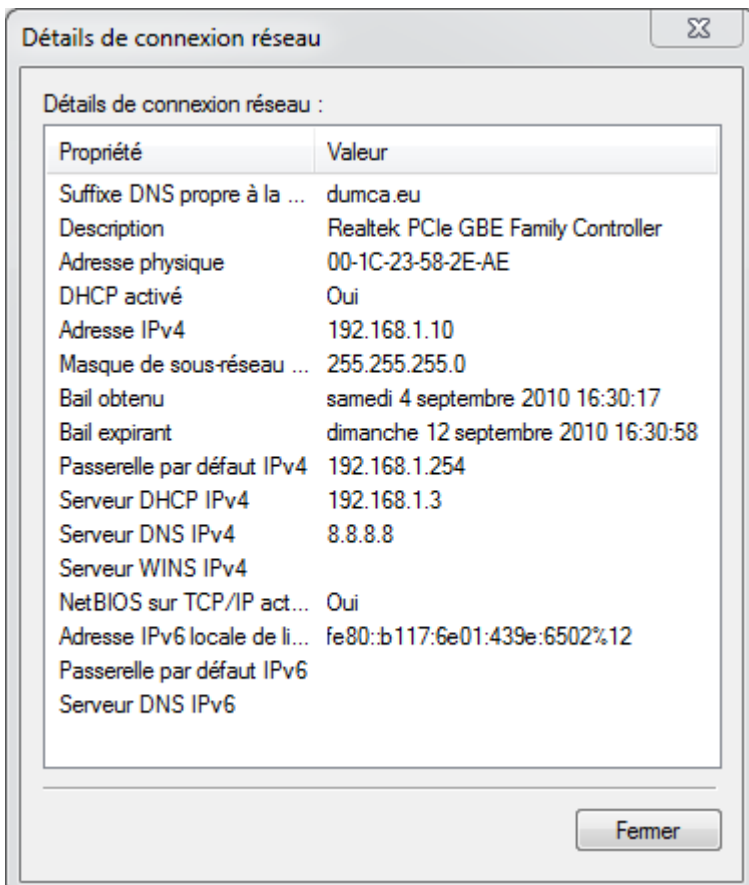 Détails de connexion réseau
Détails de connexion réseau :
Propriété Valeur
Suffixe DNS propre à la ... dumca.eu
Description Realtek PCIe GBE Family Controller
Adresse physique 00-1C-23-58-2E-AE
DHCP activé Oui
Adresse IPv4 192.168.1.10
Masque de sous-réseau ... 255.255.255.0
Bail obtenu samedi 4 septembre 2010 16:30:17
Bail expirant dimanche 12 septembre 2010 16:30:58
Passerelle par défaut IPv4 192.168.1.254
Serveur DHCP IPv4 192.168.1.3
Serveur DNS IPv4 8.8.8.8
Serveur WINS IPv4
NetBIOS sur TCP/IP act... Oui
Adresse IPv6 locale de li... fe80::b117:6e01:439e:6502%12
Passerelle par défaut IPv6
Serveur DNS IPv6
Fermer